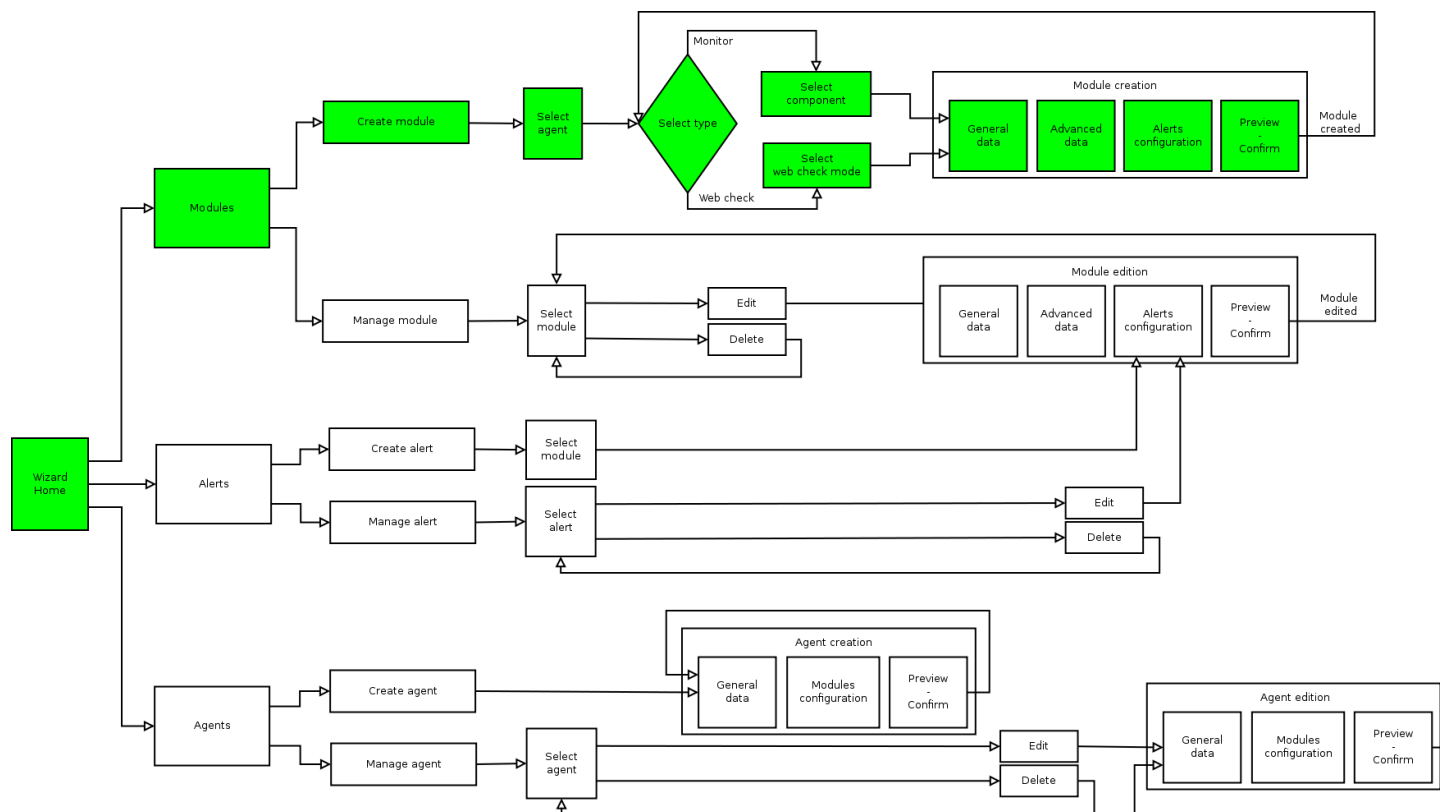 Monitor
Module creation
Select
component
Create module
Select
agent
Select type
General
data
Advanced
data
Alerts
configuration
Preview
-
Confirm
Module
created
Select
web check mode
Web check
Modules
Module edition
Manage module
Select
module
Edit
Delete
General
data
Advanced
data
Alerts
configuration
Preview
-
Confirm
Module
edited
Wizard
Home
Alerts
Create alert
Select
module
Manage alert
Select
alert
Edit
Delete
Agent creation
Create agent
General
data
Modules
configuration
Preview
-
Confirm
Agents
Manage agent
Select
agent
Edit
Delete
Agent edition
General
data
Modules
configuration
Preview
-
Confirm